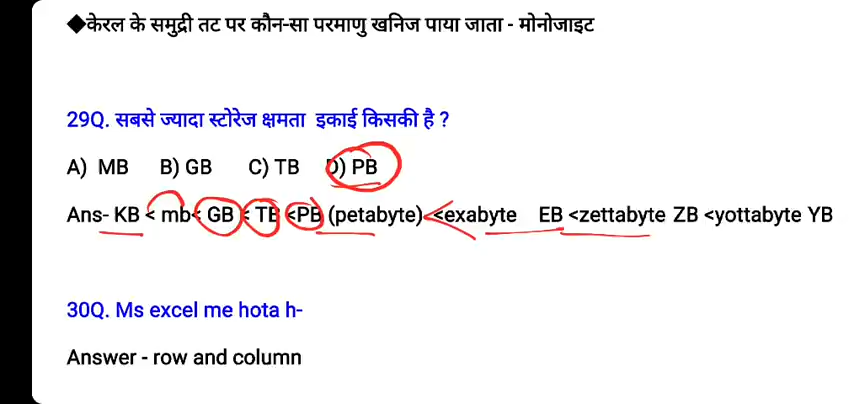 ◆केरल के समुद्री तट पर कौन-सा परमाणु खनिज पाया जाता - मोनोजाइट
29Q. सबसे ज्यादा स्टोरेज क्षमता इकाई किसकी है ?
A) MB B) GB C) TB D) PB
Ans- KB < mb< GB < TB <PB (petabyte) <exabyte EB <zettabyte ZB <yottabyte YB
30Q. Ms excel me hota h-
Answer - row and column